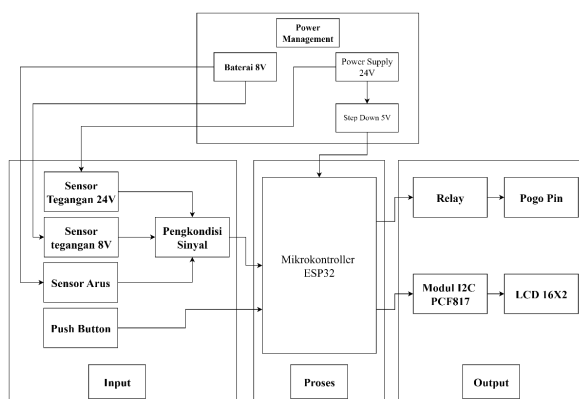 Power
Management
Baterai 8V
Power Supply
24V
Step Down 5V
Sensor
Tegangan 24V
Sensor
tegangan 8V
Pengkondisi
Sinyal
Sensor Arus
Push Button
Mikrokontroller
ESP32
Relay
Pogo Pin
Modul I2C
PCF817
LCD 16X2
Input
Proses
Output